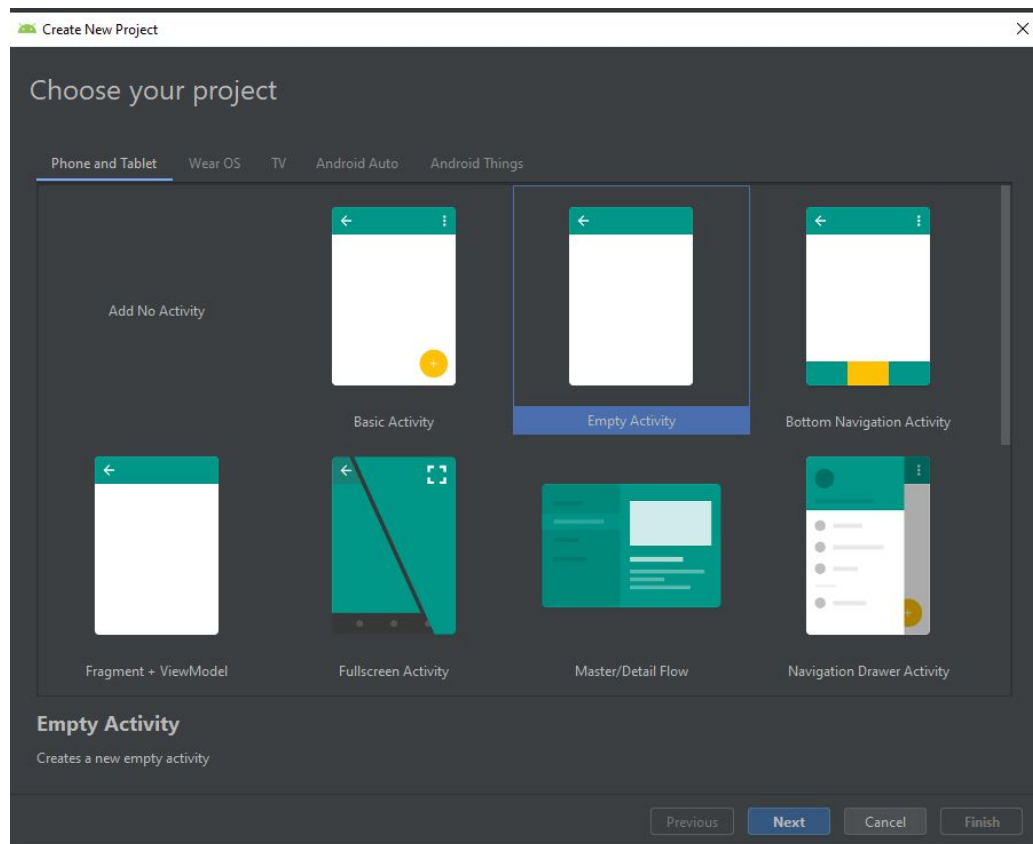 Create New Project
Choose your project
Phone and Tablet Wear OS TV Android Auto Android Things
Add No Activity
Basic Activity
Empty Activity
Bottom Navigation Activity
Fragment + ViewModel
Fullscreen Activity
Master/Detail Flow
Navigation Drawer Activity
Empty Activity
Creates a new empty activity
Previous Next Cancel Finish